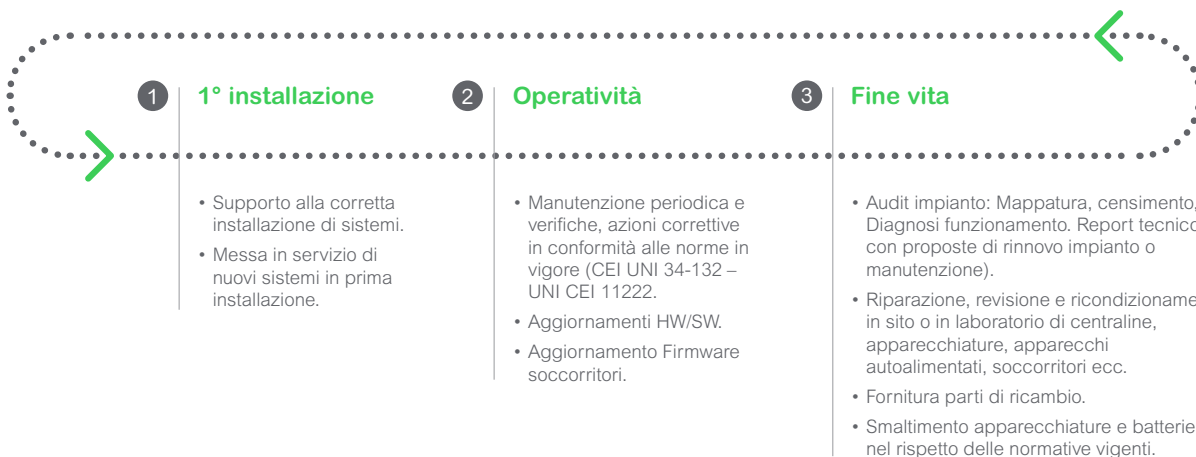 1
1° installazione
• Supporto alla corretta
installazione di sistemi.
• Messa in servizio di
nuovi sistemi in prima
installazione.
2
Operatività
• Manutenzione periodica e
verifiche, azioni correttive
in conformità alle norme in
vigore (CEI UNI 34-132 –
UNI CEI 11222.
• Aggiornamenti HW/SW.
• Aggiornamento Firmware
soccorritori.
3
Fine vita
• Audit impianto: Mappatura, censimento,
Diagnosi funzionamento. Report tecnico
con proposte di rinnovo impianto o
manutenzione).
• Riparazione, revisione e ricondizioname
in sito o in laboratorio di centraline,
apparecchiature, apparecchi
autoalimentati, soccorritori ecc.
• Fornitura parti di ricambio.
• Smaltimento apparecchiature e batterie
nel rispetto delle normative vigenti.